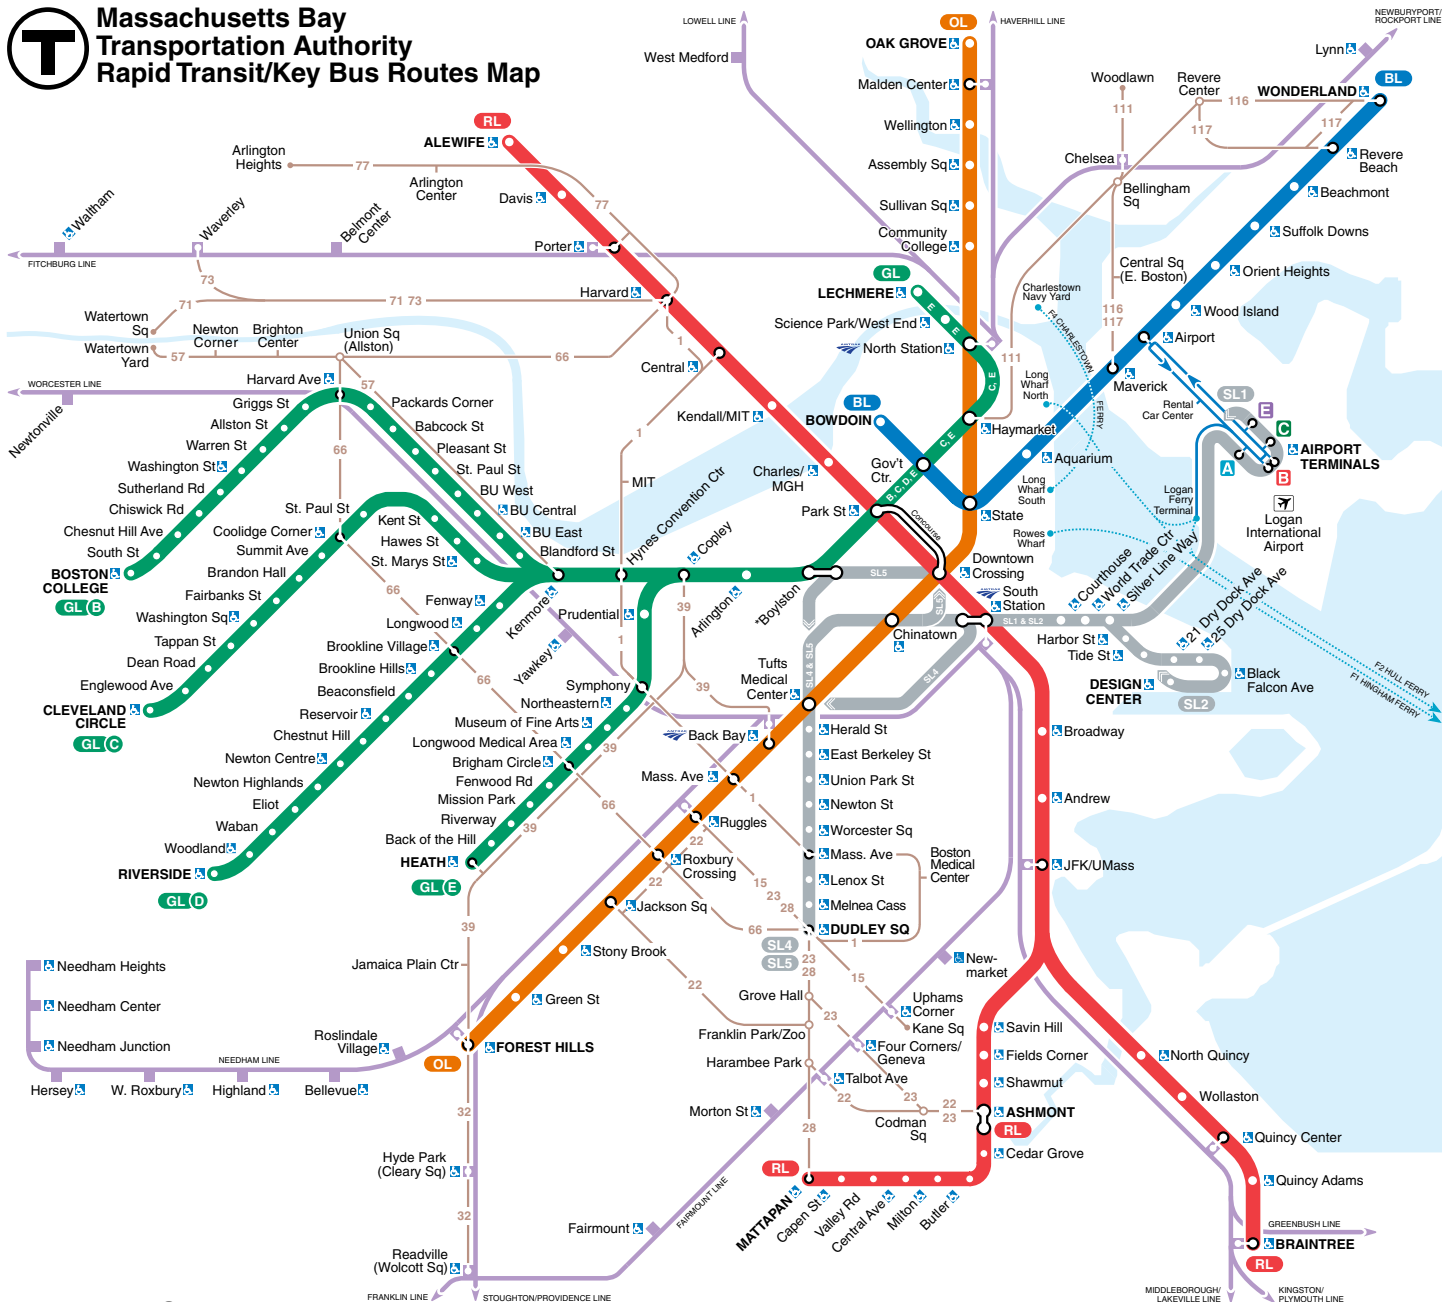 T
Massachusetts Bay
Transportation Authority
Rapid Transit/Key Bus Routes Map
LOWELL LINE
OL
HAVERHILL LINE
NEWBURYPORT/
ROCKPORT LINE
West Medford
OAK GROVE
Lynn
Malden Center
Woodlawn
Revere
Center
WONDERLAND
BL
111
116
117
117
RL
ALEWIFE
Wellington
Arlington
Heights
77
Arlington
Center
Assembly Sq
Chelsea
Revere
Beach
Davis
77
Sullivan Sq
Bellingham
Sq
Beachmont
Waltham
Waverley
Belmont
Center
Porter
Community
College
Suffolk Downs
FITCHBURG LINE
73
GL
LECHMERE
E
E
Central Sq
(E. Boston)
Orient Heights
71
71 73
Harvard
Charlestown
Navy Yard
116
117
Wood Island
Watertown
Sq
Newton
Corner
Brighton
Center
Union Sq
(Allston)
1
Science Park/West End
F4 CHARLESTOWN
FERRY
Airport
Watertown
Yard
57
66
AMTRAK
North Station
111
WORCESTER LINE
Harvard Ave
57
Central
C, E
Long
Wharf
North
Maverick
SL1
Newtonville
Griggs St
Packards Corner
Kendall/MIT
BL
BOWDOIN
Rental
Car Center
E
C
Allston St
Babcock St
1
C, E
Haymarket
Warren St
66
Pleasant St
Gov't
Ctr.
Aquarium
A
B
AIRPORT
TERMINALS
Washington St
St. Paul St
Charles/
MGH
B, C, D, E
Sutherland Rd
BU West
MIT
Long
Wharf
South
Logan
Ferry
Terminal
Logan
International
Airport
Chiswick Rd
St. Paul St
BU Central
Hynes Convention Ctr
Park St
Concourse
State
Chesnut Hill Ave
Coolidge Corner
Kent St
BU East
Copley
Rowes
Wharf
South St
Summit Ave
Hawes St
Blandford St
Downtown
Crossing
Courthouse
World Trade Ctr
Silver Line Way
BOSTON
COLLEGE
GL B
Brandon Hall
St. Marys St
SL5
AMTRAK
South
Station
21 Dry Dock Ave
25 Dry Dock Ave
Fairbanks St
66
Fenway
Kenmore
Prudential
39
Arlington
*Boylston
SL5
SL1 & SL2
Washington Sq
Longwood
Yawkey
1
Chinatown
Harbor St
Tappan St
Brookline Village
SL4 & SL5
SL4
Tide St
Dean Road
Brookline Hills
66
Symphony
39
Tufts
Medical
Center
DESIGN
CENTER
Black
Falcon Ave
Englewood Ave
Beaconsfield
Northeastern
SL2
F2 HULL FERRY
F1 HINGHAM FERRY
CLEVELAND
CIRCLE
GL C
Reservoir
Museum of Fine Arts
AMTRAK
Back Bay
Herald St
Broadway
Chestnut Hill
Longwood Medical Area
39
East Berkeley St
Newton Centre
Brigham Circle
Mass. Ave
Union Park St
Newton Highlands
Fenwood Rd
66
1
Newton St
Andrew
Eliot
Mission Park
Ruggles
Waban
Riverway
39
22
Worcester Sq
Woodland
Back of the Hill
Roxbury
Crossing
Mass. Ave
Boston
Medical
Center
JFK/UMass
RIVERSIDE
HEATH
22
15
Lenox St
GL D
GL E
23
28
Jackson Sq
Melnea Cass
39
66
DUDLEY SQ
SL4
SL5
1
Stony Brook
23
28
Needham Heights
Jamaica Plain Ctr
15
New-
market
Needham Center
Green St
22
Grove Hall
Uphams
Corner
Needham Junction
Roslindale
Village
Franklin Park/Zoo
23
Kane Sq
Savin Hill
NEEDHAM LINE
OL
FOREST HILLS
Harambee Park
Four Corners/
Geneva
Fields Corner
North Quincy
Hersey
W. Roxbury
Highland
Bellevue
Talbot Ave
Shawmut
Wollaston
32
Morton St
22
23
22
23
ASHMONT
RL
28
Codman
Sq
Quincy Center
Hyde Park
(Cleary Sq)
RL
Cedar Grove
Quincy Adams
MATTAPAN
Capen St
Valley Rd
Central Ave
Milton
Butler
32
Fairmount
FAIRMOUNT LINE
GREENBUSH LINE
Readville
(Wolcott Sq)
BRAINTREE
RL
FRANKLIN LINE
STOUGHTON/PROVIDENCE LINE
MIDDLEBOROUGH/
LAKEVILLE LINE
KINGSTON/
PLYMOUTH LINE